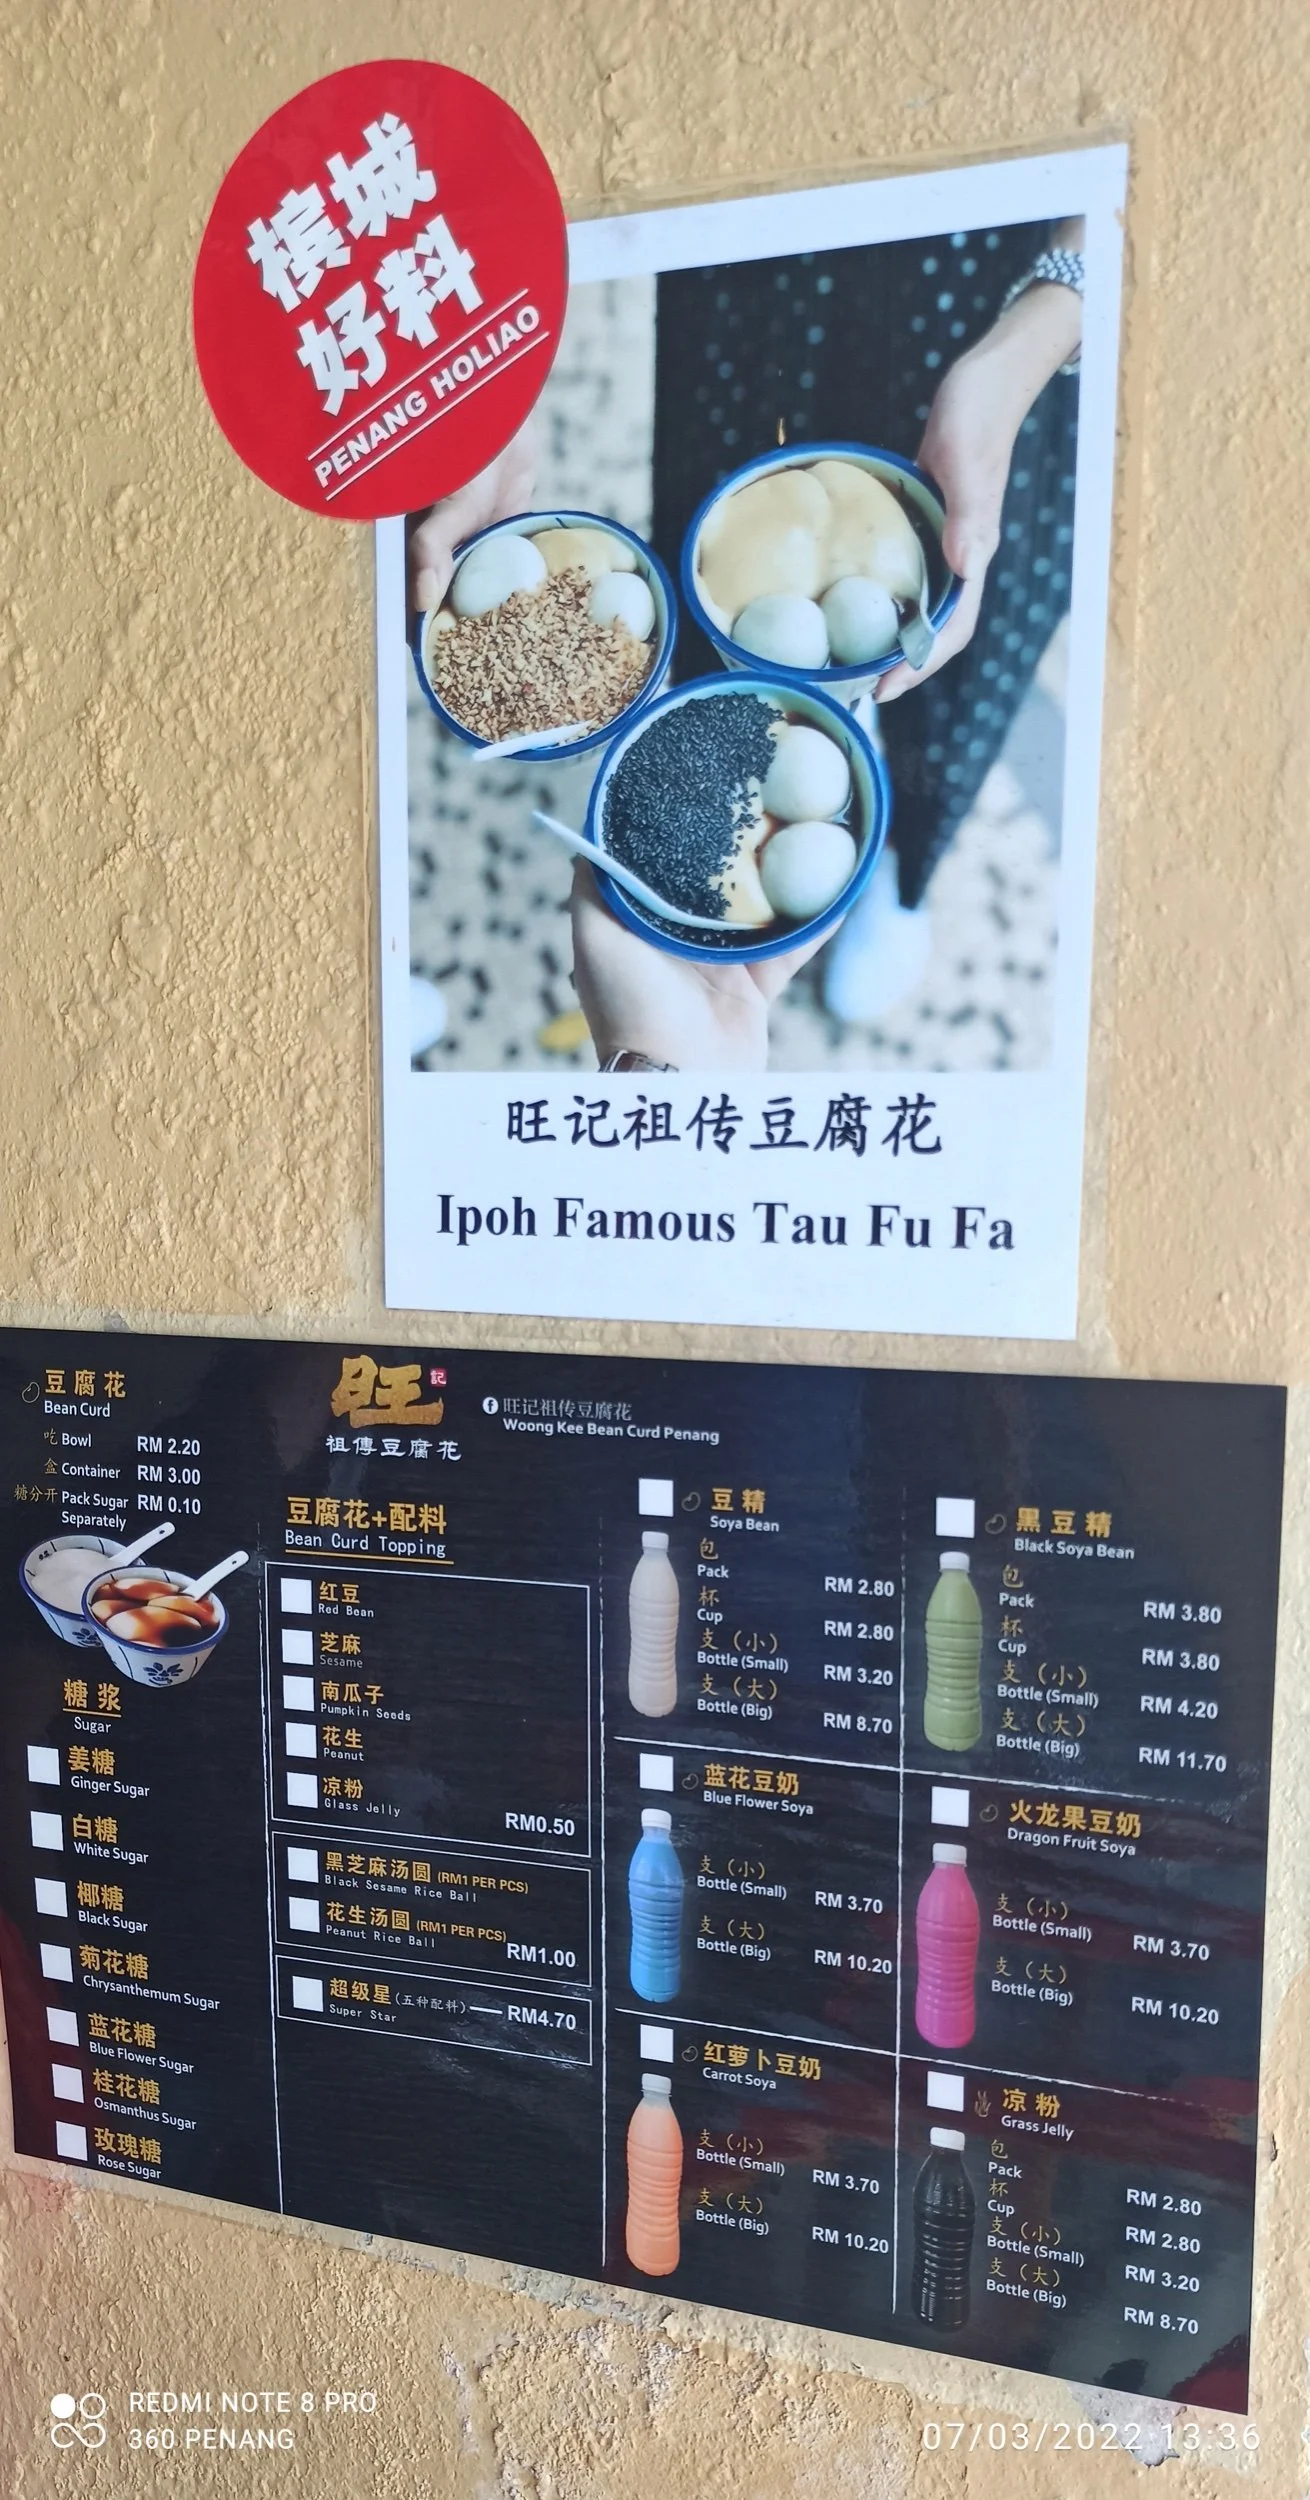 槟城
好料
PENANG HOLIAO
旺记祖传豆腐花
Ipoh Famous Tau Fu Fa
豆腐花
Bean Curd
吃 Bowl RM 2.20
盒 Container RM 3.00
糖分开 Pack Sugar RM 0.10
Separately
糖浆
Sugar
姜糖
Ginger Sugar
白糖
White Sugar
椰糖
Black Sugar
菊花糖
Chrysanthemum Sugar
蓝花糖
Blue Flower Sugar
桂花糖
Osmanthus Sugar
玫瑰糖
Rose Sugar
旺 記
祖傳豆腐花
旺记祖传豆腐花
Woong Kee Bean Curd Penang
豆腐花+配料
Bean Curd Topping
红豆
Red Bean
芝麻
Sesame
南瓜子
Pumpkin Seeds
花生
Peanut
凉粉
Glass Jelly
RM0.50
黑芝麻汤圆 (RM1 PER PCS)
Black Sesame Rice Ball
花生汤圆 (RM1 PER PCS)
Peanut Rice Ball
RM1.00
超级星(五种配料) RM4.70
Super Star
豆精
Soya Bean
包
Pack RM 2.80
杯
Cup RM 2.80
支(小)
Bottle (Small) RM 3.20
支(大)
Bottle (Big) RM 8.70
黑豆精
Black Soya Bean
包
Pack RM 3.80
杯
Cup RM 3.80
支(小)
Bottle (Small) RM 4.20
支(大)
Bottle (Big) RM 11.70
蓝花豆奶
Blue Flower Soya
支(小)
Bottle (Small) RM 3.70
支(大)
Bottle (Big) RM 10.20
火龙果豆奶
Dragon Fruit Soya
支(小)
Bottle (Small) RM 3.70
支(大)
Bottle (Big) RM 10.20
红萝卜豆奶
Carrot Soya
支(小)
Bottle (Small) RM 3.70
支(大)
Bottle (Big) RM 10.20
凉粉
Grass Jelly
包
Pack RM 2.80
杯
Cup RM 2.80
支(小)
Bottle (Small) RM 3.20
支(大)
Bottle (Big) RM 8.70
REDMI NOTE 8 PRO
360 PENANG
07/03/2022 13:36